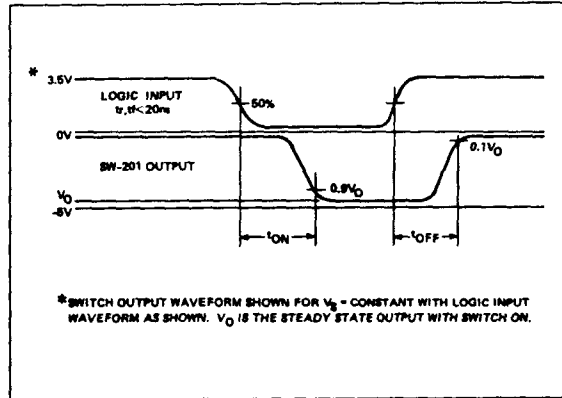 * 3.5V
50%
LOGIC INPUT
tr,tf<20ns
0V
0.1VO
SW-201 OUTPUT
0.9VO
VO
-5V
tON
tOFF
*SWITCH OUTPUT WAVEFORM SHOWN FOR VS = CONSTANT WITH LOGIC INPUT
WAVEFORM AS SHOWN. VO IS THE STEADY STATE OUTPUT WITH SWITCH ON.